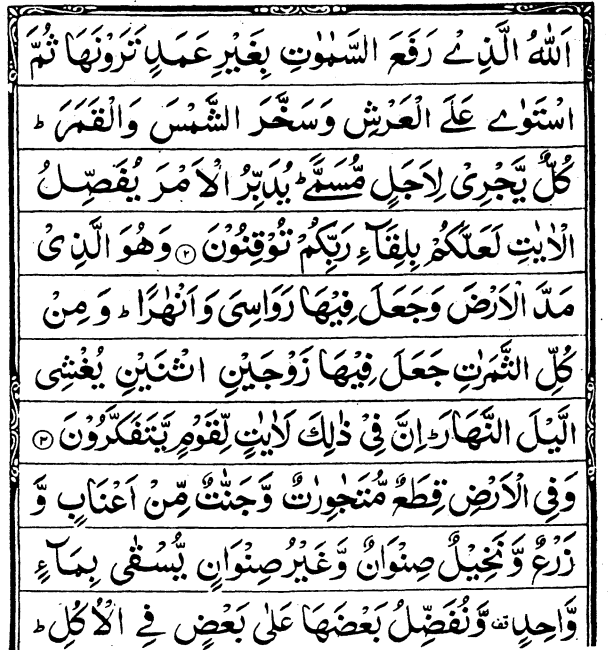 اَللّٰهُ الَّذِىْ رَفَعَ السَّمٰوٰتِ بِغَيْرِ عَمَدٍ تَرَوْنَهَا ثُمَّ
اسْتَوٰى عَلَى الْعَرْشِ وَسَخَّرَ الشَّمْسَ وَالْقَمَرَ ؕ
كُلٌّ يَّجْرِىْ لِاَجَلٍ مُّسَمًّى ؕ يُدَبِّرُ الْاَمْرَ يُفَصِّلُ
الْاٰيٰتِ لَعَلَّكُمْ بِلِقَآءِ رَبِّكُمْ تُوْقِنُوْنَ ۝۲ وَهُوَ الَّذِىْ
مَدَّ الْاَرْضَ وَجَعَلَ فِيْهَا رَوَاسِىَ وَاَنْهٰرًا ؕ وَمِنْ
كُلِّ الثَّمَرٰتِ جَعَلَ فِيْهَا زَوْجَيْنِ اثْنَيْنِ يُغْشِى
الَّيْلَ النَّهَارَ ؕ اِنَّ فِىْ ذٰلِكَ لَاٰيٰتٍ لِّقَوْمٍ يَّتَفَكَّرُوْنَ ۝۳
وَفِى الْاَرْضِ قِطَعٌ مُّتَجٰوِرٰتٌ وَّجَنّٰتٌ مِّنْ اَعْنَابٍ وَّ
زَرْعٌ وَّنَخِيْلٌ صِنْوَانٌ وَّغَيْرُ صِنْوَانٍ يُّسْقٰى بِمَآءٍ
وَّاحِدٍ قف وَّنُفَضِّلُ بَعْضَهَا عَلٰى بَعْضٍ فِى الْاُكُلِ ؕ